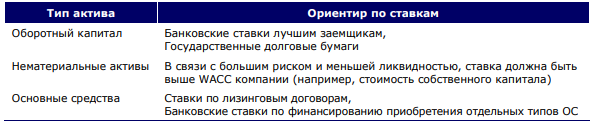 Тип актива Ориентир по ставкам
Оборотный капитал Банковские ставки лучшим заемщикам,
Государственные долговые бумаги
Нематериальные активы В связи с большим риском и меньшей ликвидностью, ставка должна быть
выше WACC компании (например, стоимость собственного капитала)
Основные средства Ставки по лизинговым договорам,
Банковские ставки по финансированию приобретения отдельных типов ОС